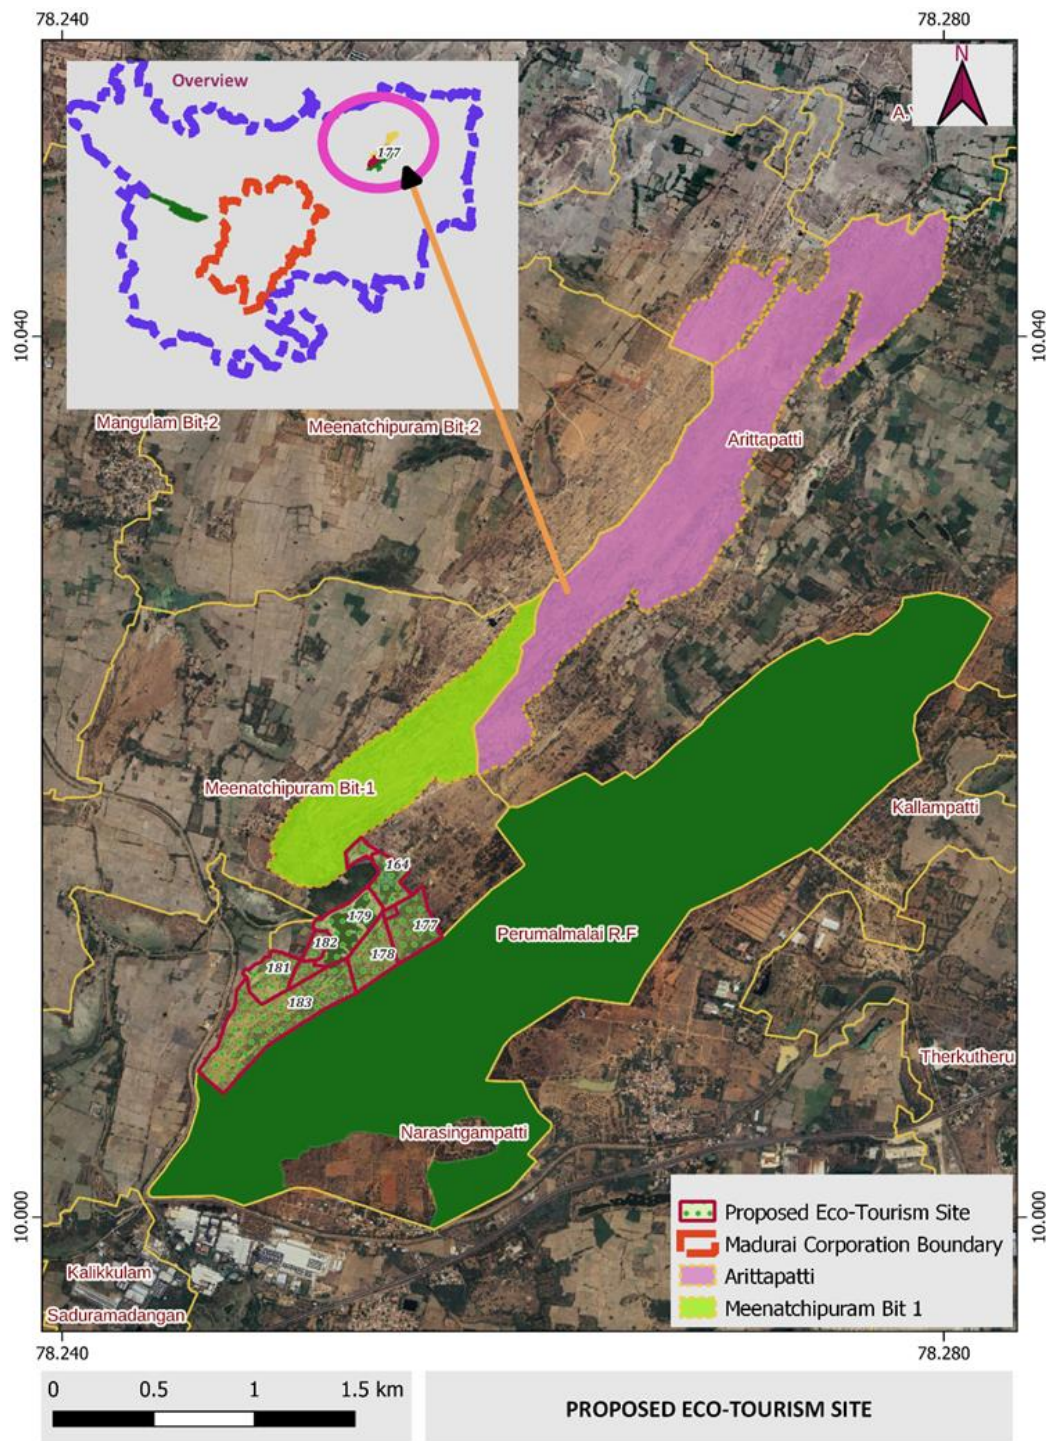 78.240
78.280
N
Overview
177
A.
10.040
10.040
Mangulam Bit-2
Meenatchipuram Bit-2
Arittapatti
Meenatchipuram Bit-1
Kallampatti
164
179
177
182
178
181
183
Perumalmalai R.F
Therkutheru
Narasingampatti
10.000
10.000
Kalikkulam
Saduramadangan
Proposed Eco-Tourism Site
Madurai Corporation Boundary
Arittapatti
Meenatchipuram Bit 1
78.240
78.280
0 0.5 1 1.5 km
PROPOSED ECO-TOURISM SITE